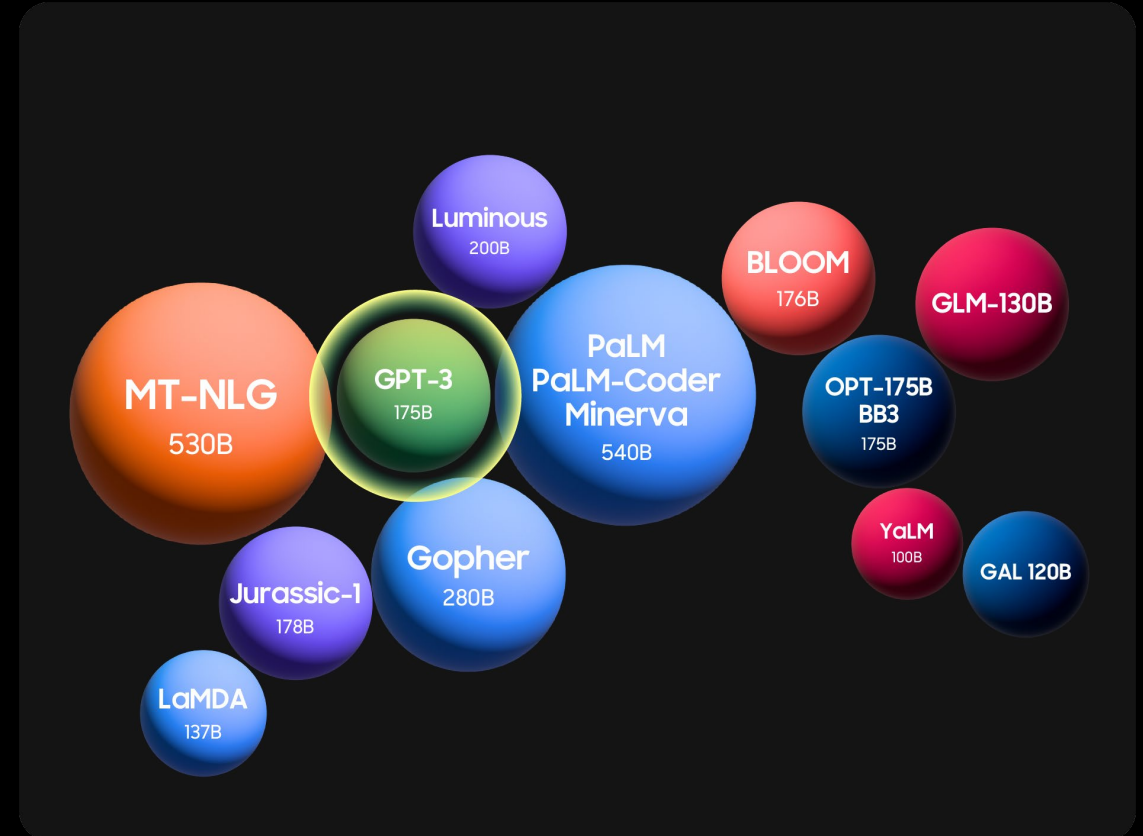 Luminous
200B
BLOOM
176B
GLM-130B
MT-NLG
530B
GPT-3
175B
PaLM
PaLM-Coder
Minerva
540B
OPT-175B
BB3
175B
Gopher
280B
YaLM
100B
GAL 120B
Jurassic-1
178B
LaMDA
137B